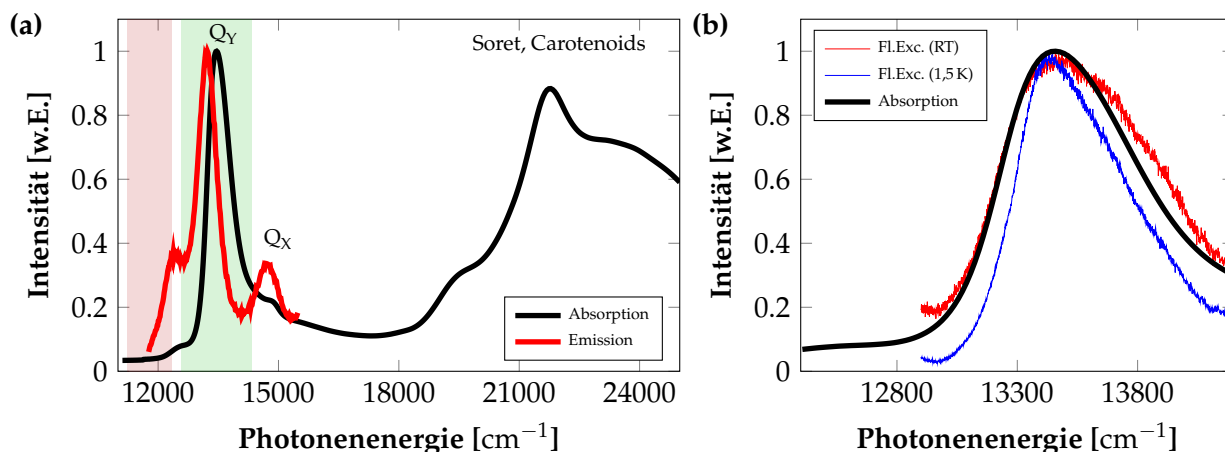 (a)
Q_Y
Soret, Carotenoids
Q_X
Intensität [w.E.]
1
0.8
0.6
0.4
0.2
0
Absorption
Emission
12000 15000 18000 21000 24000
Photonenenergie [cm⁻¹]
(b)
Fl.Exc. (RT)
Fl.Exc. (1,5 K)
Absorption
Intensität [w.E.]
1
0.8
0.6
0.4
0.2
0
12800 13300 13800
Photonenenergie [cm⁻¹]